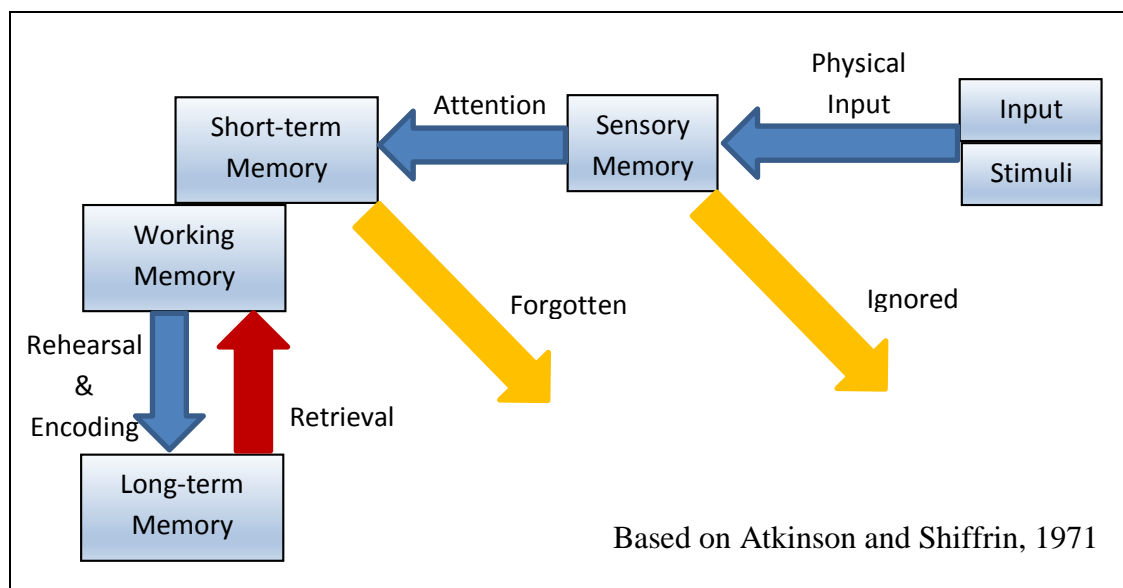 Physical
Input
Input
Stimuli
Attention
Sensory
Memory
Short-term
Memory
Working
Memory
Forgotten
Ignored
Rehearsal
&
Encoding
Retrieval
Long-term
Memory
Based on Atkinson and Shiffrin, 1971